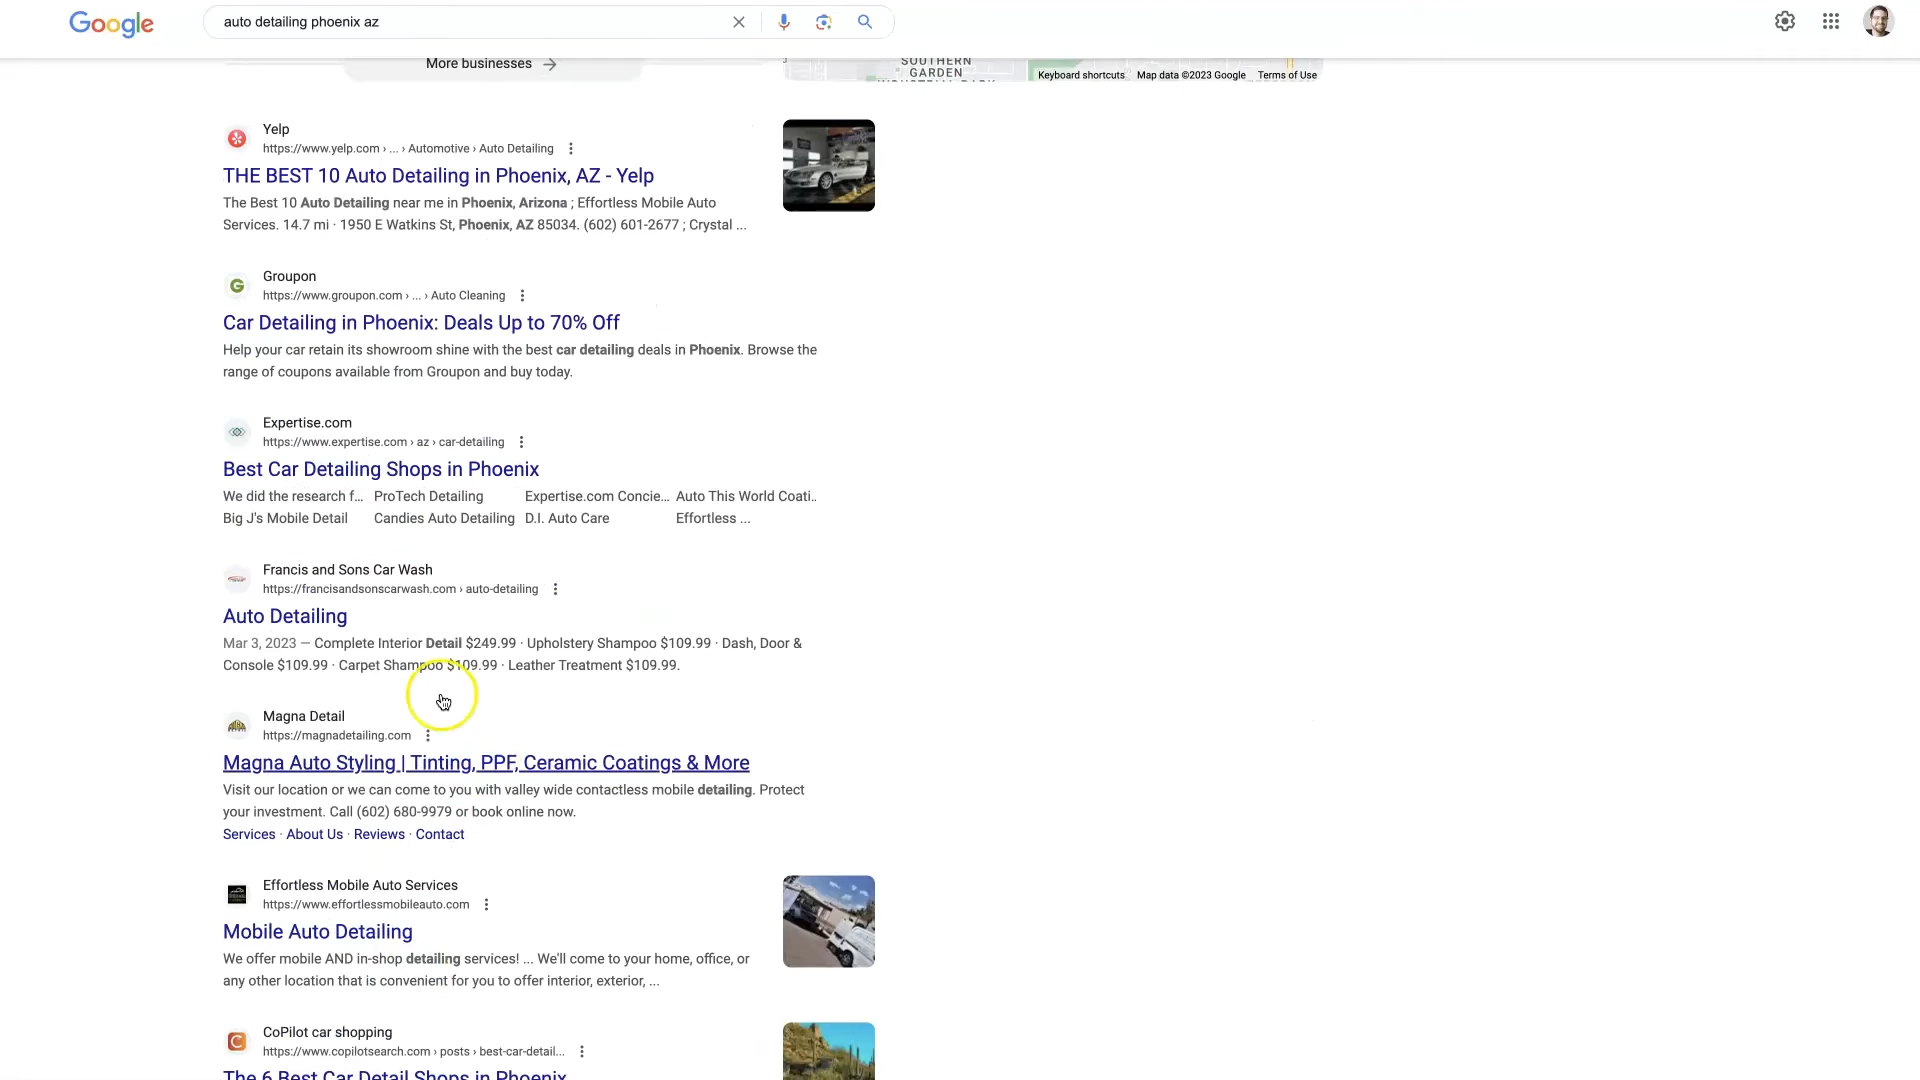 Google
auto detailing phoenix az
More businesses
SOUTHERN
GARDEN
INDUSTRIAL PARK
Keyboard shortcuts Map data ©2023 Google Terms of Use
Yelp
https://www.yelp.com › ... › Automotive › Auto Detailing
THE BEST 10 Auto Detailing in Phoenix, AZ - Yelp
The Best 10 Auto Detailing near me in Phoenix, Arizona ; Effortless Mobile Auto
Services. 14.7 mi · 1950 E Watkins St, Phoenix, AZ 85034. (602) 601-2677 ; Crystal ...
Groupon
https://www.groupon.com › ... › Auto Cleaning
Car Detailing in Phoenix: Deals Up to 70% Off
Help your car retain its showroom shine with the best car detailing deals in Phoenix. Browse the
range of coupons available from Groupon and buy today.
Expertise.com
https://www.expertise.com › az › car-detailing
Best Car Detailing Shops in Phoenix
We did the research f... ProTech Detailing Expertise.com Concie... Auto This World Coati..
Big J's Mobile Detail Candies Auto Detailing D.I. Auto Care Effortless ...
Francis and Sons Car Wash
https://francisandsonscarwash.com › auto-detailing
Auto Detailing
Mar 3, 2023 — Complete Interior Detail $249.99 · Upholstery Shampoo $109.99 · Dash, Door &
Console $109.99 · Carpet Shampoo $109.99 · Leather Treatment $109.99.
Magna Detail
https://magnadetailing.com
Magna Auto Styling | Tinting, PPF, Ceramic Coatings & More
Visit our location or we can come to you with valley wide contactless mobile detailing. Protect
your investment. Call (602) 680-9979 or book online now.
Services · About Us · Reviews · Contact
Effortless Mobile Auto Services
https://www.effortlessmobileauto.com
Mobile Auto Detailing
We offer mobile AND in-shop detailing services! ... We'll come to your home, office, or
any other location that is convenient for you to offer interior, exterior, ...
CoPilot car shopping
https://www.copilotsearch.com › posts › best-car-detail...
The 6 Best Car Detail Shops in Phoenix